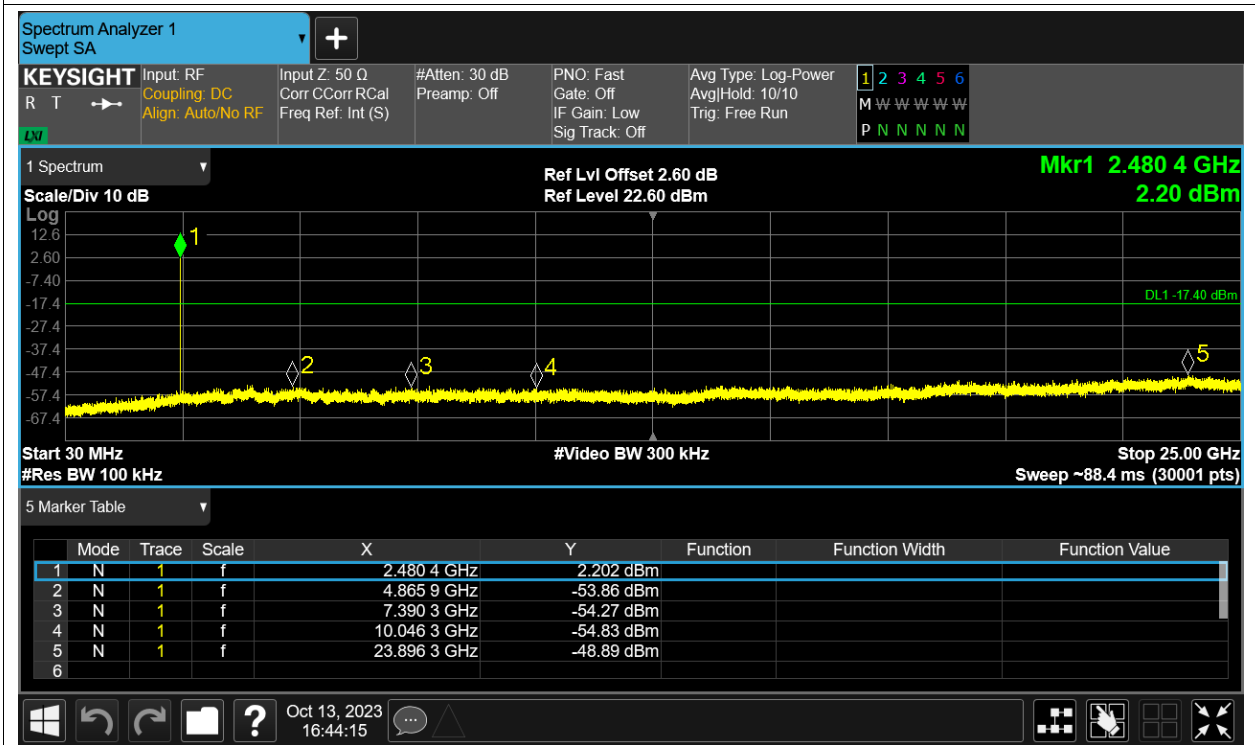 Spectrum Analyzer 1
Swept SA
KEYSIGHT
R T
LXI
Input: RF
Coupling: DC
Align: Auto/No RF
Input Z: 50 Ω
Corr CCorr RCal
Freq Ref: Int (S)
#Atten: 30 dB
Preamp: Off
PNO: Fast
Gate: Off
IF Gain: Low
Sig Track: Off
Avg Type: Log-Power
Avg|Hold: 10/10
Trig: Free Run
1 2 3 4 5 6
M W W W W W
P N N N N N
1 Spectrum
Scale/Div 10 dB
Ref Lvl Offset 2.60 dB
Ref Level 22.60 dBm
Mkr1 2.480 4 GHz
2.20 dBm
Log
12.6
2.60
-7.40
-17.4
-27.4
-37.4
-47.4
-57.4
-67.4
1
2
3
4
5
DL1 -17.40 dBm
Start 30 MHz
#Video BW 300 kHz
Stop 25.00 GHz
#Res BW 100 kHz
Sweep ~88.4 ms (30001 pts)
5 Marker Table
Mode Trace Scale X Y Function Function Width Function Value
1 N 1 f 2.480 4 GHz 2.202 dBm
2 N 1 f 4.865 9 GHz -53.86 dBm
3 N 1 f 7.390 3 GHz -54.27 dBm
4 N 1 f 10.046 3 GHz -54.83 dBm
5 N 1 f 23.896 3 GHz -48.89 dBm
6
?
Oct 13, 2023
16:44:15